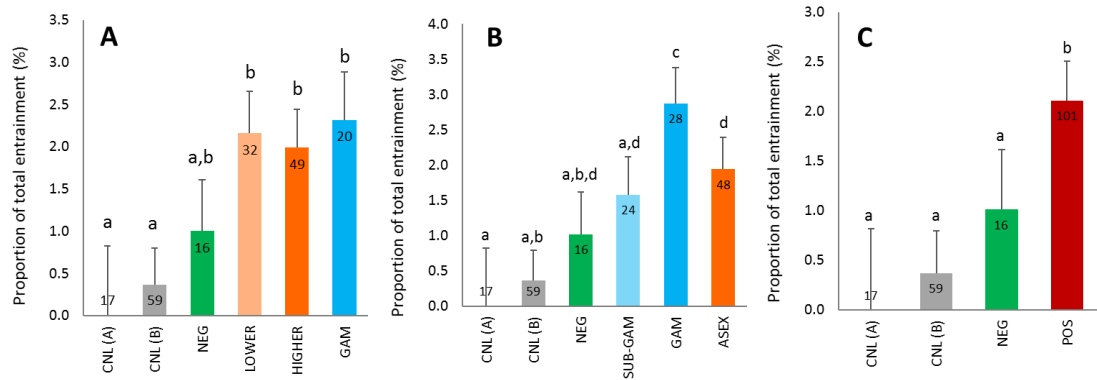 A
Proportion of total entrainment (%)
3.5
3.0
2.5
2.0
1.5
1.0
0.5
0.0
a
a
a,b
b
b
b
17
59
16
32
49
20
CNL (A)
CNL (B)
NEG
LOWER
HIGHER
GAM
B
Proportion of total entrainment (%)
4.0
3.5
3.0
2.5
2.0
1.5
1.0
0.5
0.0
a
a,b
a,b,d
a,d
c
d
17
59
16
24
28
48
CNL (A)
CNL (B)
NEG
SUB-GAM
GAM
ASEX
C
Proportion of total entrainment (%)
3.0
2.5
2.0
1.5
1.0
0.5
0.0
a
a
a
b
17
59
16
101
CNL (A)
CNL (B)
NEG
POS